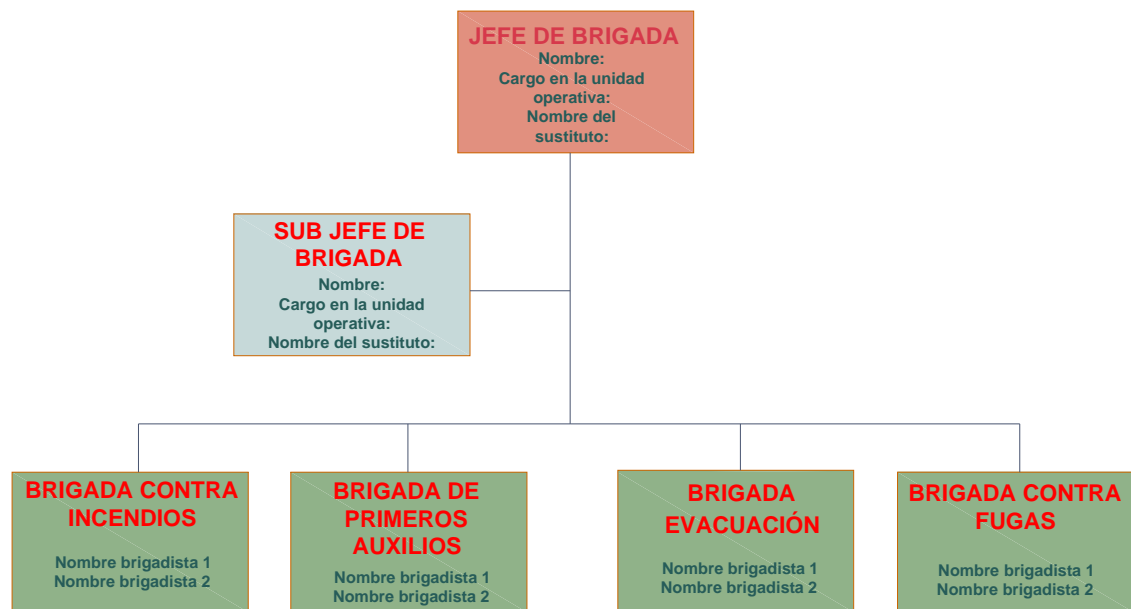 JEFE DE BRIGADA
Nombre:
Cargo en la unidad
operativa:
Nombre del
sustituto:
SUB JEFE DE
BRIGADA
Nombre:
Cargo en la unidad
operativa:
Nombre del sustituto:
BRIGADA CONTRA
INCENDIOS
Nombre brigadista 1
Nombre brigadista 2
BRIGADA DE
PRIMEROS
AUXILIOS
Nombre brigadista 1
Nombre brigadista 2
BRIGADA
EVACUACIÓN
Nombre brigadista 1
Nombre brigadista 2
BRIGADA CONTRA
FUGAS
Nombre brigadista 1
Nombre brigadista 2